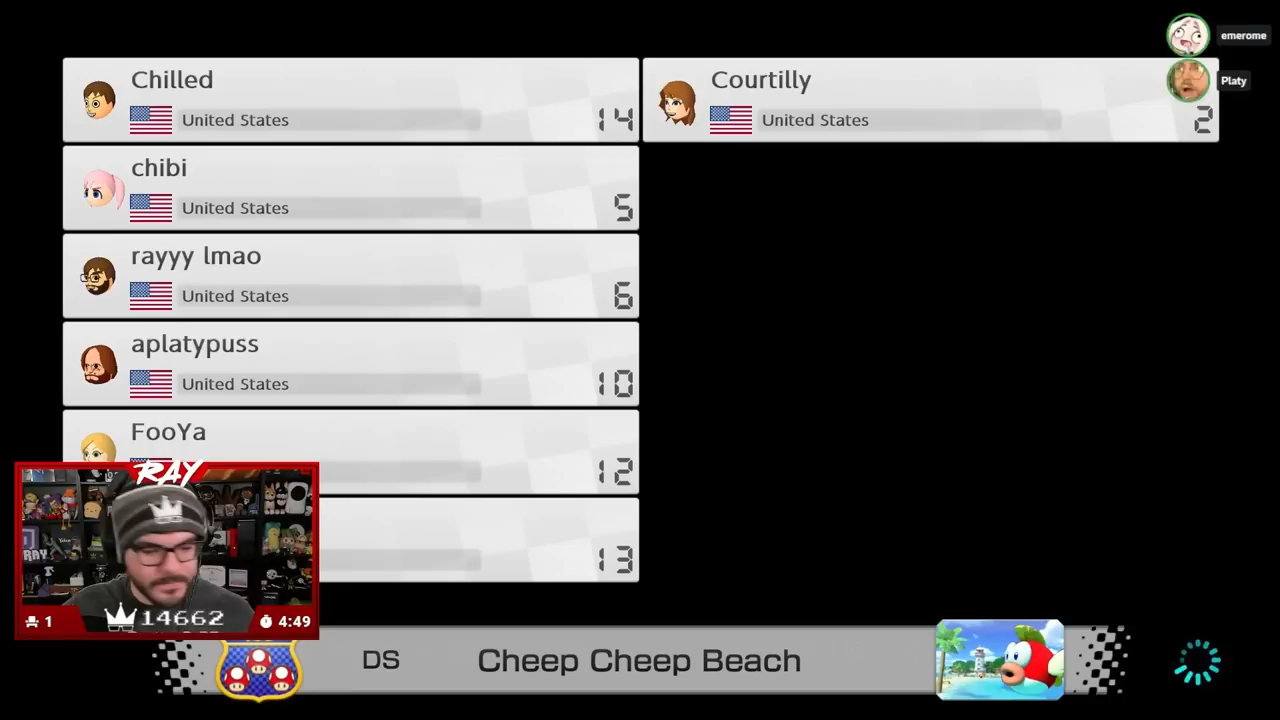 emerome
Platy
Chilled
United States
14
Courtilly
United States
2
chibi
United States
5
rayyy lmao
United States
6
aplatypuss
United States
10
FooYa
12
13
RAY
RAY
1
14662
4:49
DS
Cheep Cheep Beach